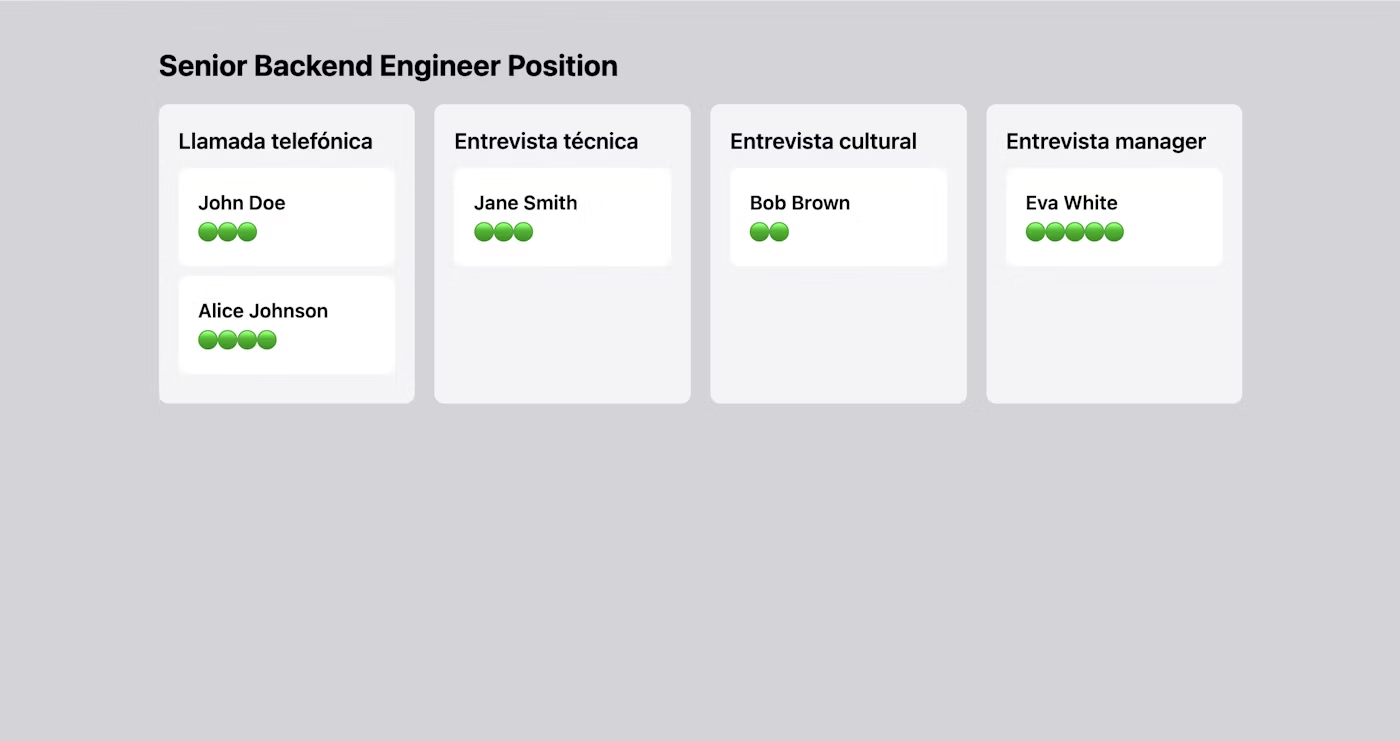 Senior Backend Engineer Position
Llamada telefónica
John Doe
Alice Johnson
Entrevista técnica
Jane Smith
Entrevista cultural
Bob Brown
Entrevista manager
Eva White